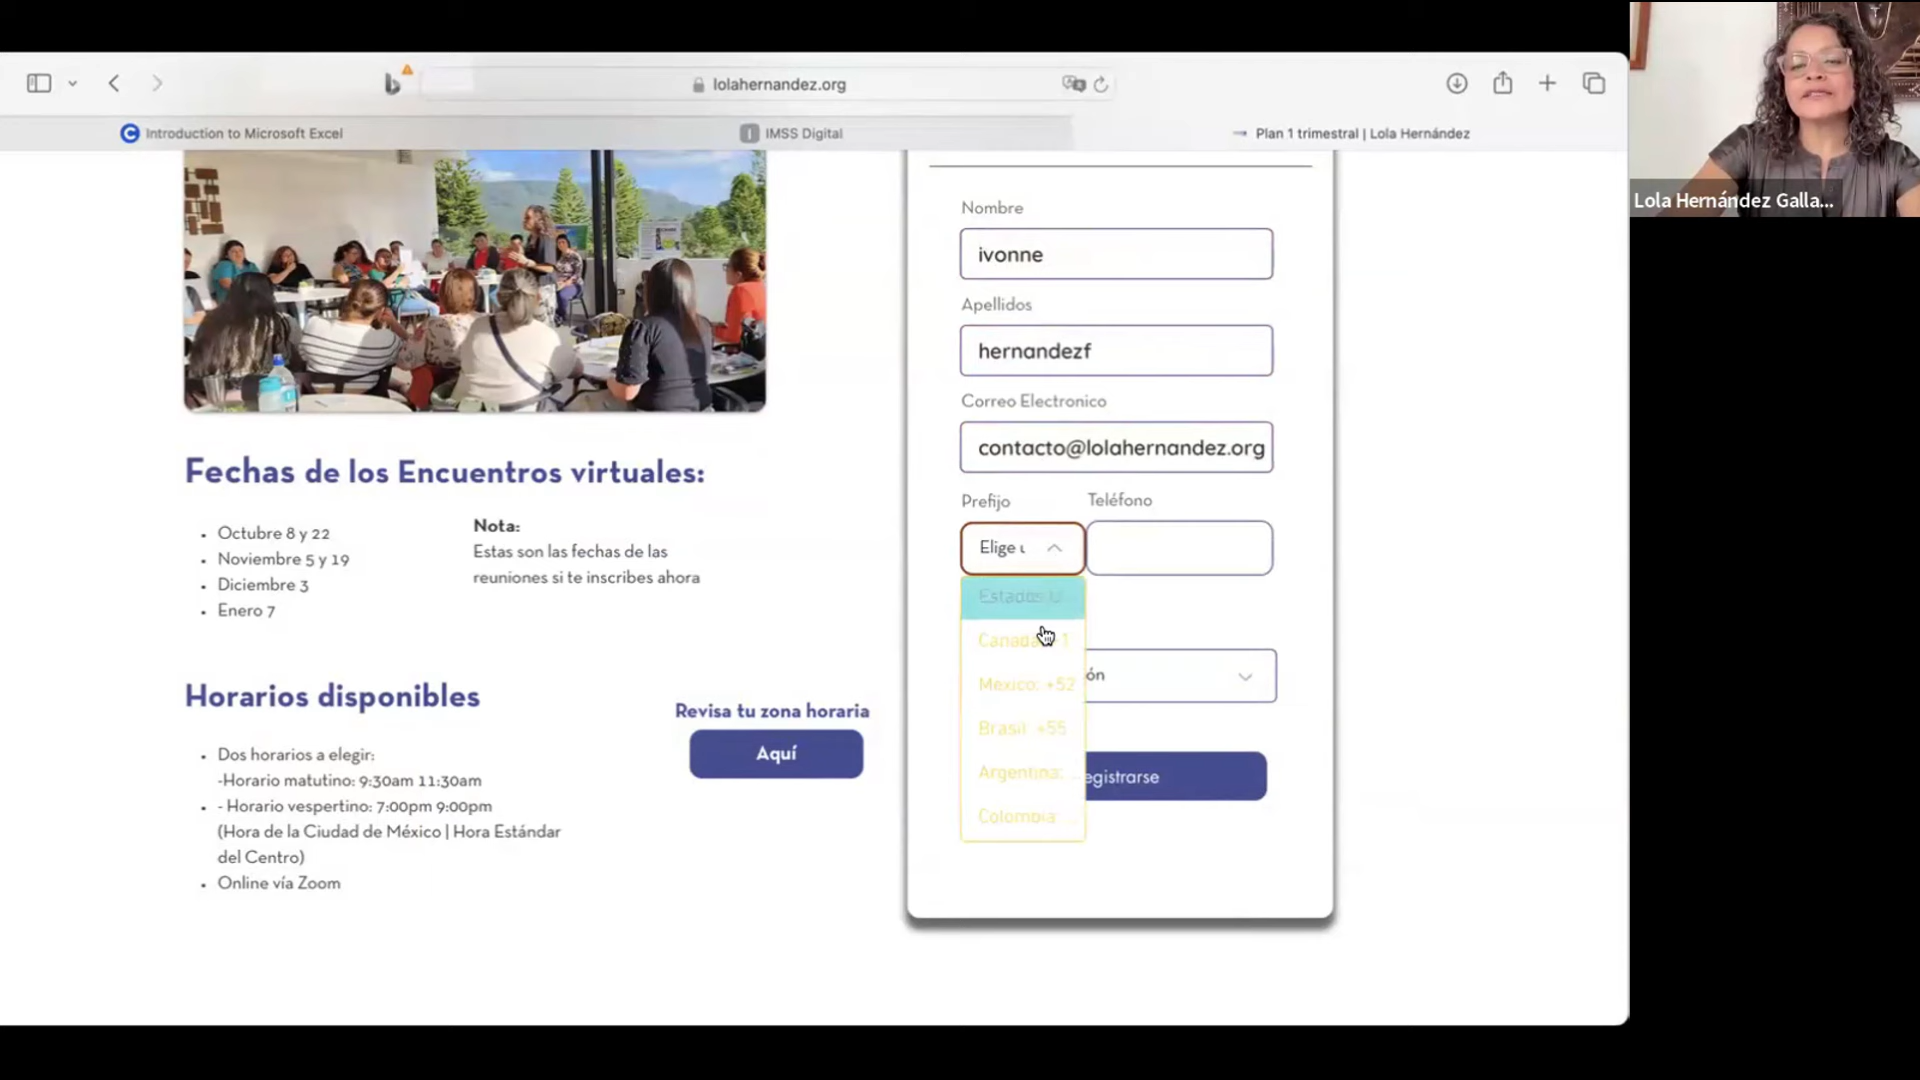 lolahernandez.org
Introduction to Microsoft Excel
IMSS Digital
Plan 1 trimestral | Lola Hernández
Lola Hernández Galla...
Fechas de los Encuentros virtuales:
Octubre 8 y 22
Noviembre 5 y 19
Diciembre 3
Enero 7
Nota:
Estas son las fechas de las
reuniones si te inscribes ahora
Horarios disponibles
Dos horarios a elegir:
-Horario matutino: 9:30am 11:30am
- Horario vespertino: 7:00pm 9:00pm
(Hora de la Ciudad de México | Hora Estándar
del Centro)
Online vía Zoom
Revisa tu zona horaria
Aquí
Nombre
ivonne
Apellidos
hernandezf
Correo Electronico
contacto@lolahernandez.org
Prefijo
Teléfono
Elige u
Estados U...
Canada: +1
Mexico: +52
Brasil: +55
Argentina: ...
Colombia: ...
ón
egistrarse